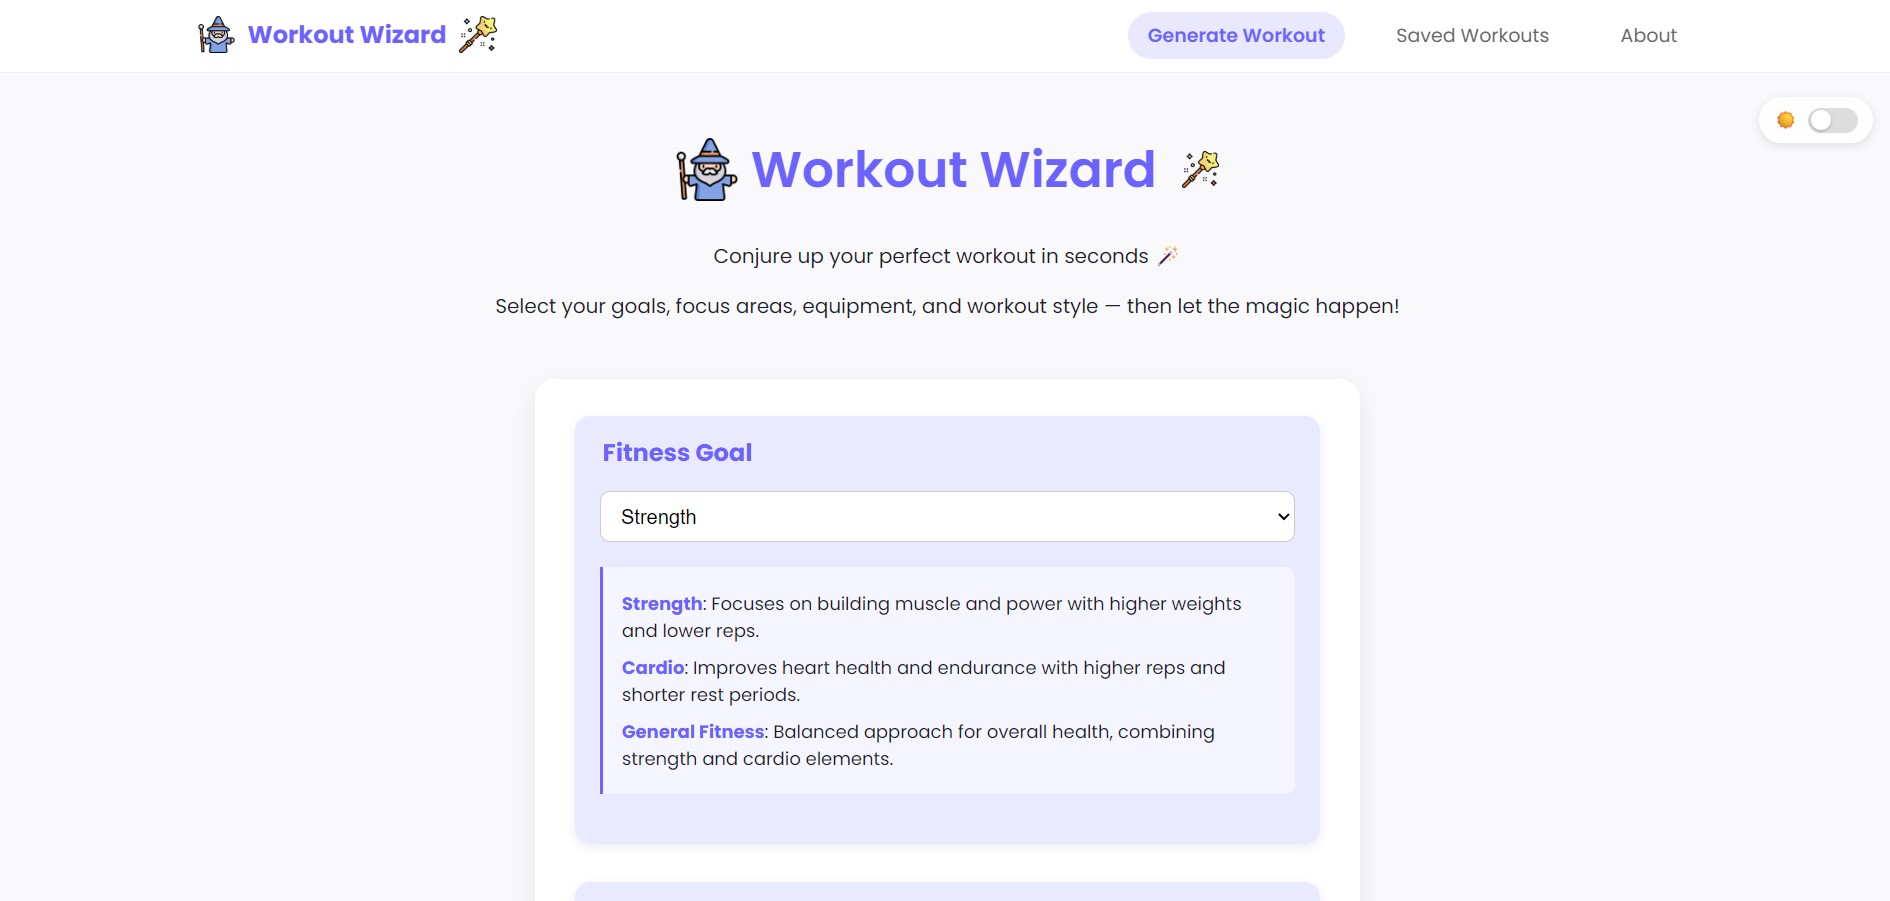 Workout Wizard
Generate Workout
Saved Workouts
About
Workout Wizard
Conjure up your perfect workout in seconds
Select your goals, focus areas, equipment, and workout style — then let the magic happen!
Fitness Goal
Strength
Strength: Focuses on building muscle and power with higher weights
and lower reps.
Cardio: Improves heart health and endurance with higher reps and
shorter rest periods.
General Fitness: Balanced approach for overall health, combining
strength and cardio elements.